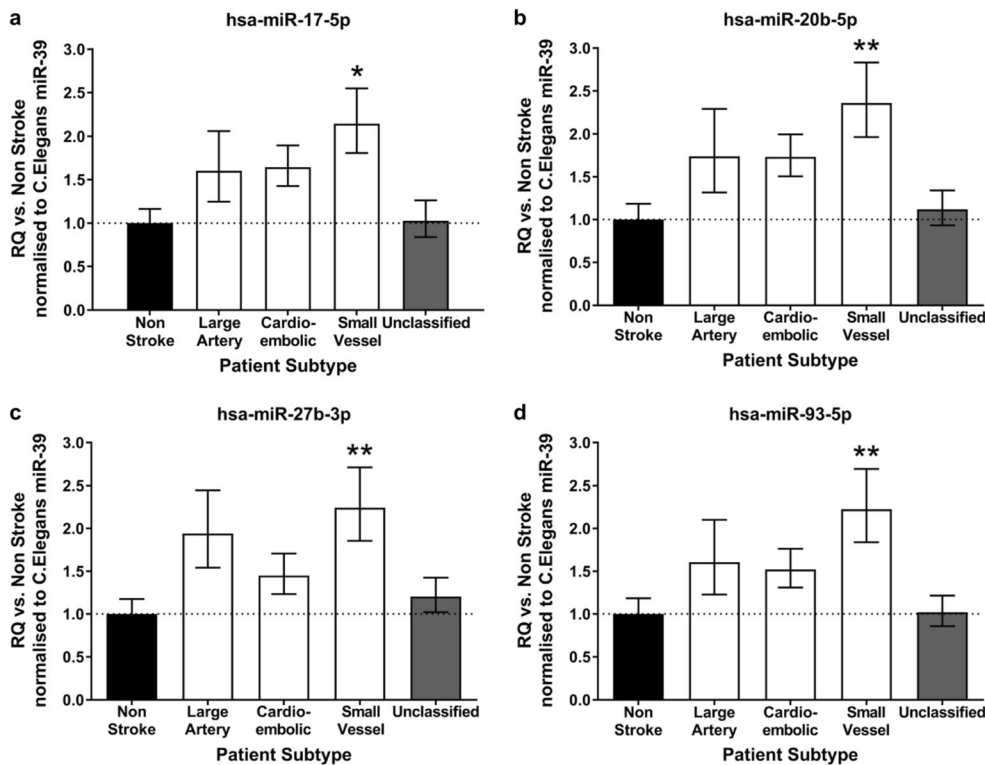 a
hsa-miR-17-5p
RQ vs. Non Stroke
normalised to C.Elegans miR-39
3.0
2.5
2.0
1.5
1.0
0.5
0.0
*
Non
Stroke
Large
Artery
Cardio-
embolic
Small
Vessel
Unclassified
Patient Subtype
b
hsa-miR-20b-5p
RQ vs. Non Stroke
normalised to C.Elegans miR-39
3.0
2.5
2.0
1.5
1.0
0.5
0.0
**
Non
Stroke
Large
Artery
Cardio-
embolic
Small
Vessel
Unclassified
Patient Subtype
c
hsa-miR-27b-3p
RQ vs. Non Stroke
normalised to C.Elegans miR-39
3.0
2.5
2.0
1.5
1.0
0.5
0.0
**
Non
Stroke
Large
Artery
Cardio-
embolic
Small
Vessel
Unclassified
Patient Subtype
d
hsa-miR-93-5p
RQ vs. Non Stroke
normalised to C.Elegans miR-39
3.0
2.5
2.0
1.5
1.0
0.5
0.0
**
Non
Stroke
Large
Artery
Cardio-
embolic
Small
Vessel
Unclassified
Patient Subtype